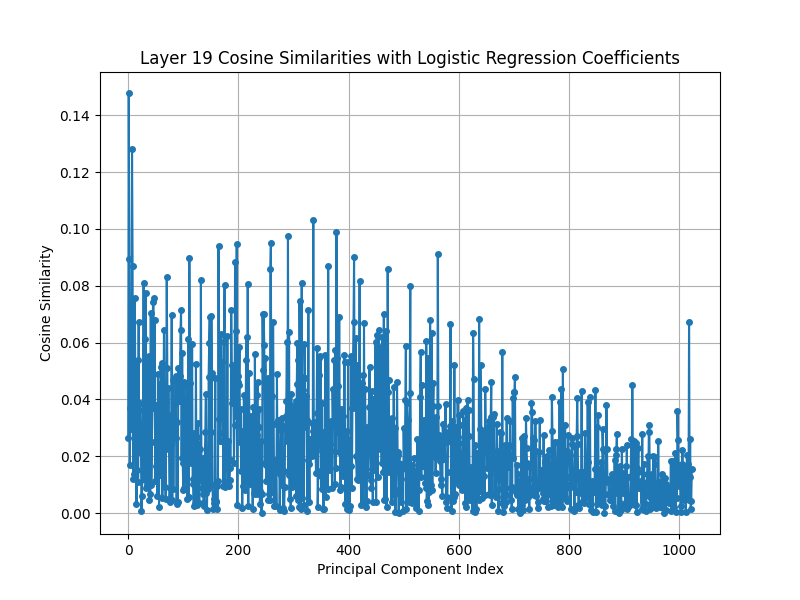 Layer 19 Cosine Similarities with Logistic Regression Coefficients
0.14
0.12
0.10
0.08
0.06
0.04
0.02
0.00
Cosine Similarity
0 200 400 600 800 1000
Principal Component Index